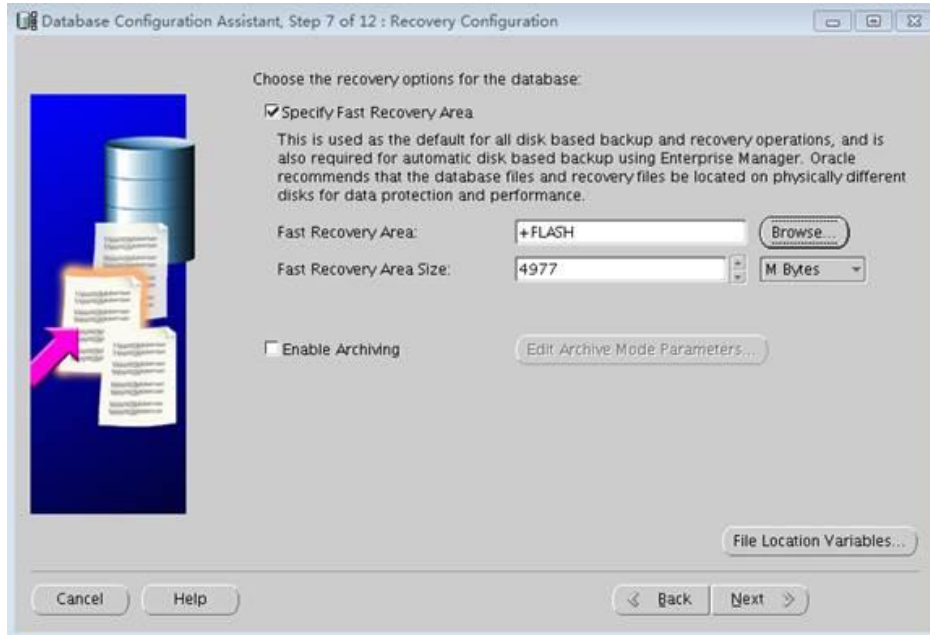 Database Configuration Assistant, Step 7 of 12 : Recovery Configuration
Choose the recovery options for the database:
Specify Fast Recovery Area
This is used as the default for all disk based backup and recovery operations, and is
also required for automatic disk based backup using Enterprise Manager. Oracle
recommends that the database files and recovery files be located on physically different
disks for data protection and performance.
Fast Recovery Area: +FLASH Browse...
Fast Recovery Area Size: 4977 M Bytes
Enable Archiving Edit Archive Mode Parameters...
File Location Variables...
Cancel Help Back Next